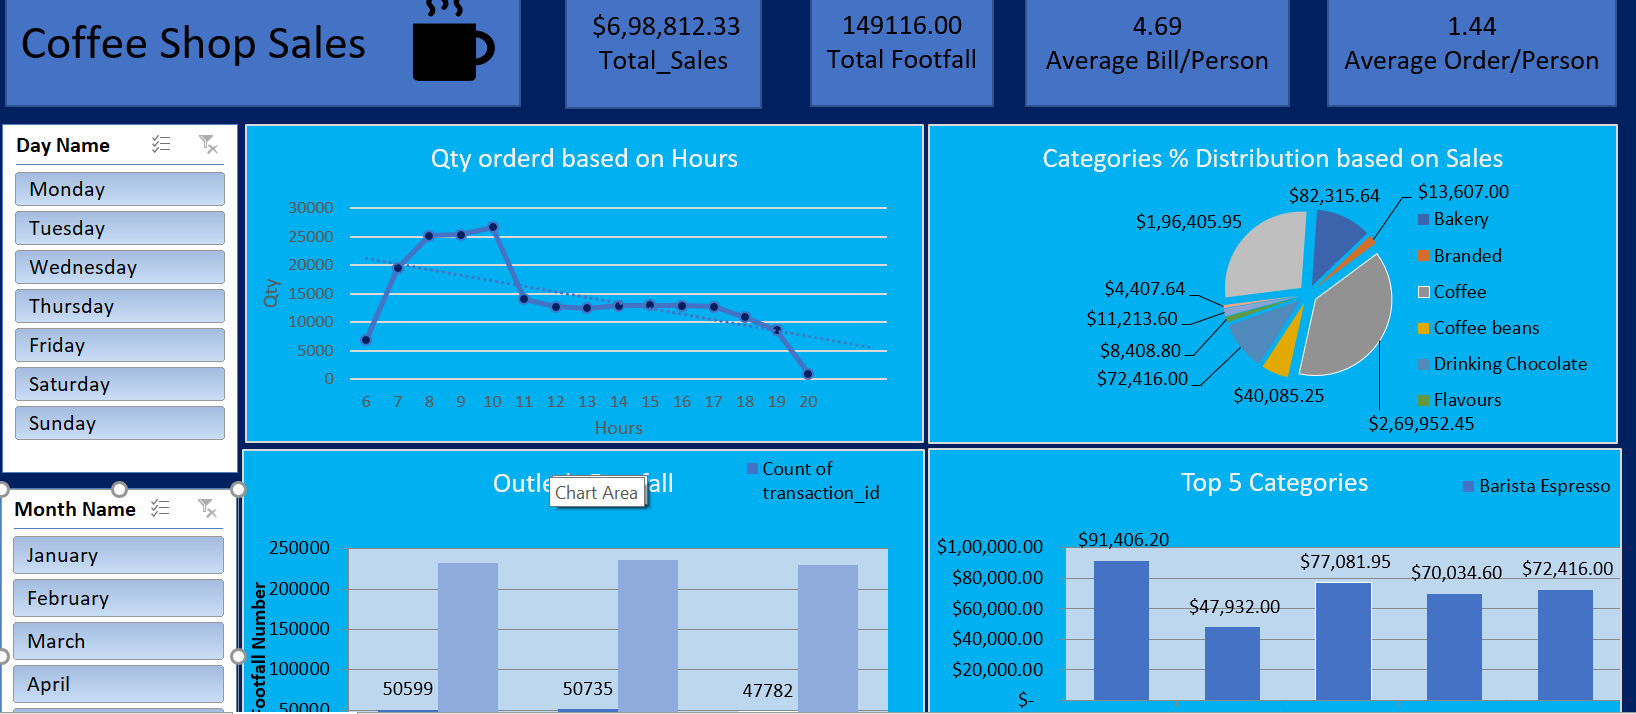 Coffee Shop Sales
$6,98,812.33
Total_Sales
149116.00
Total Footfall
4.69
Average Bill/Person
1.44
Average Order/Person
Day Name
Monday
Tuesday
Wednesday
Thursday
Friday
Saturday
Sunday
Month Name
January
February
March
April
Qty orderd based on Hours
30000
25000
20000
15000
10000
5000
0
Qty
6 7 8 9 10 11 12 13 14 15 16 17 18 19 20
Hours
Categories % Distribution based on Sales
$82,315.64
$13,607.00
$1,96,405.95
$4,407.64
$11,213.60
$8,408.80
$72,416.00
$40,085.25
$2,69,952.45
Bakery
Branded
Coffee
Coffee beans
Drinking Chocolate
Flavours
Chart Area
Count of
transaction_id
250000
200000
150000
100000
50000
Footfall Number
50599
50735
47782
Top 5 Categories
Barista Espresso
$1,00,000.00
$80,000.00
$60,000.00
$40,000.00
$20,000.00
$-
$91,406.20
$47,932.00
$77,081.95
$70,034.60
$72,416.00